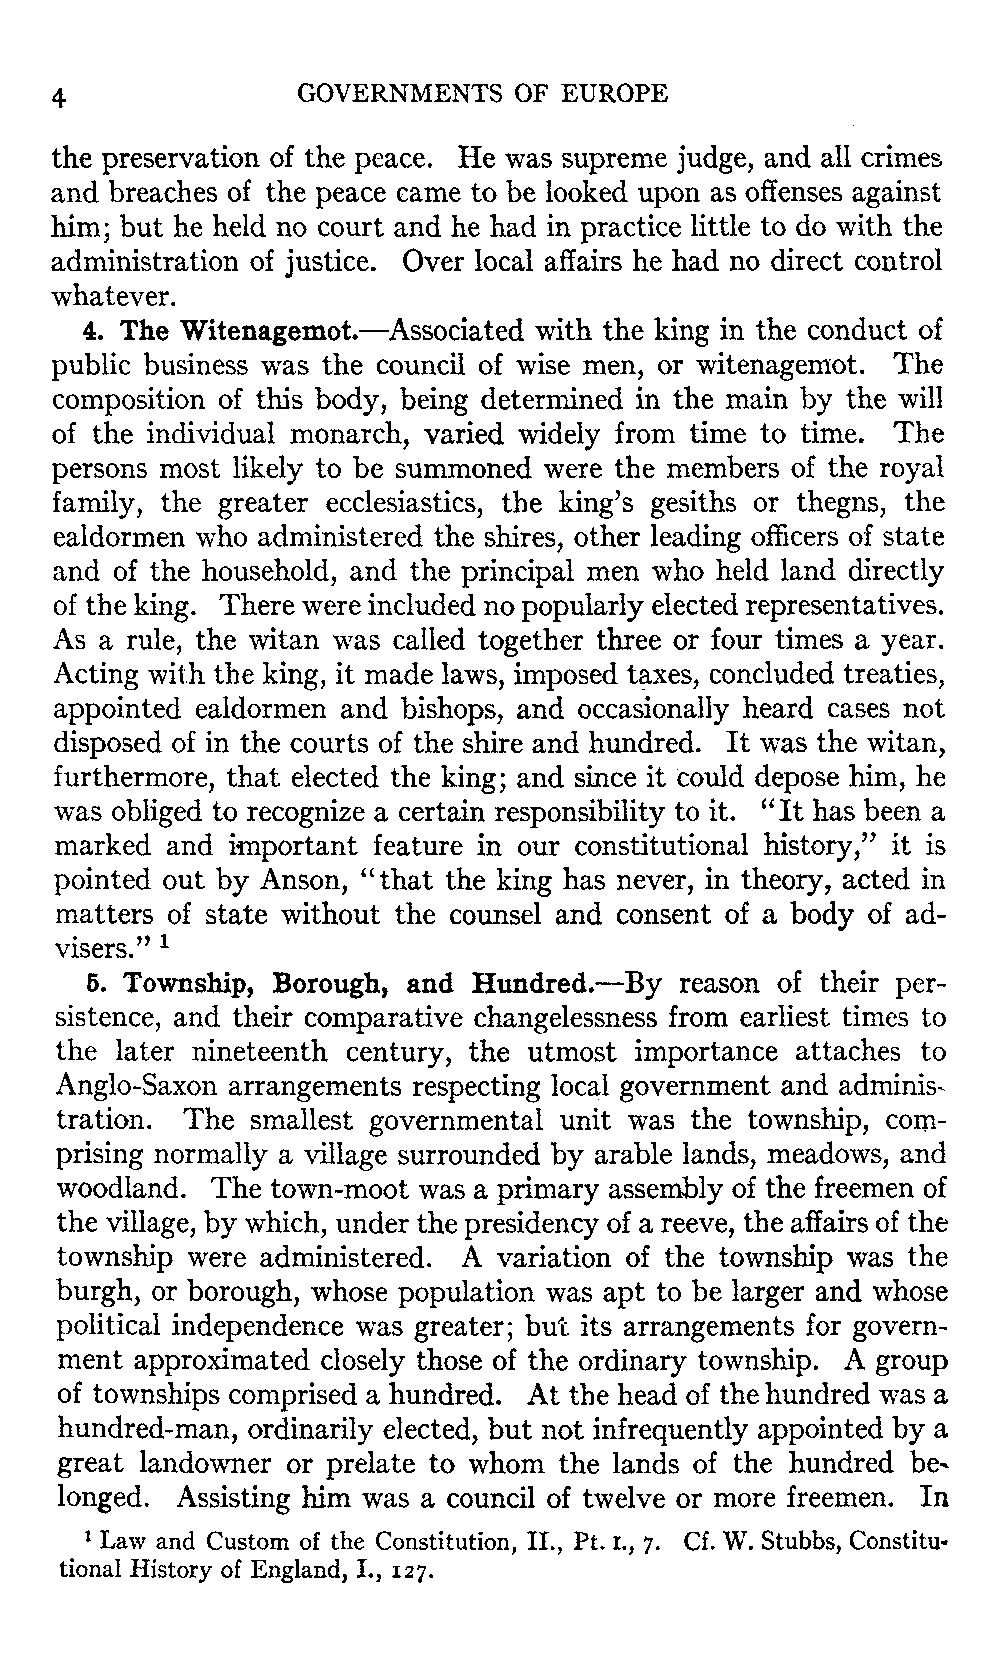 4 GOVERNMENTS OF EUROPE
the preservation of the peace. He was supreme judge, and all crimes
and breaches of the peace came to be looked upon as offenses against
him; but he held no court and he had in practice little to do with the
administration of justice. Over local affairs he had no direct control
whatever.
4. The Witenagemot.—Associated with the king in the conduct of
public business was the council of wise men, or witenagemot. The
composition of this body, being determined in the main by the will
of the individual monarch, varied widely from time to time. The
persons most likely to be summoned were the members of the royal
family, the greater ecclesiastics, the king's gesiths or thegns, the
ealdormen who administered the shires, other leading officers of state
and of the household, and the principal men who held land directly
of the king. There were included no popularly elected representatives.
As a rule, the witan was called together three or four times a year.
Acting with the king, it made laws, imposed taxes, concluded treaties,
appointed ealdormen and bishops, and occasionally heard cases not
disposed of in the courts of the shire and hundred. It was the witan,
furthermore, that elected the king; and since it could depose him, he
was obliged to recognize a certain responsibility to it. "It has been a
marked and important feature in our constitutional history," it is
pointed out by Anson, "that the king has never, in theory, acted in
matters of state without the counsel and consent of a body of ad-
visers." 1
5. Township, Borough, and Hundred.—By reason of their per-
sistence, and their comparative changelessness from earliest times to
the later nineteenth century, the utmost importance attaches to
Anglo-Saxon arrangements respecting local government and adminis-
tration. The smallest governmental unit was the township, com-
prising normally a village surrounded by arable lands, meadows, and
woodland. The town-moot was a primary assembly of the freemen of
the village, by which, under the presidency of a reeve, the affairs of the
township were administered. A variation of the township was the
burgh, or borough, whose population was apt to be larger and whose
political independence was greater; but its arrangements for govern-
ment approximated closely those of the ordinary township. A group
of townships comprised a hundred. At the head of the hundred was a
hundred-man, ordinarily elected, but not infrequently appointed by a
great landowner or prelate to whom the lands of the hundred be-
longed. Assisting him was a council of twelve or more freemen. In
1 Law and Custom of the Constitution, II., Pt. I., 7. Cf. W. Stubbs, Constitu-
tional History of England, I., 127.